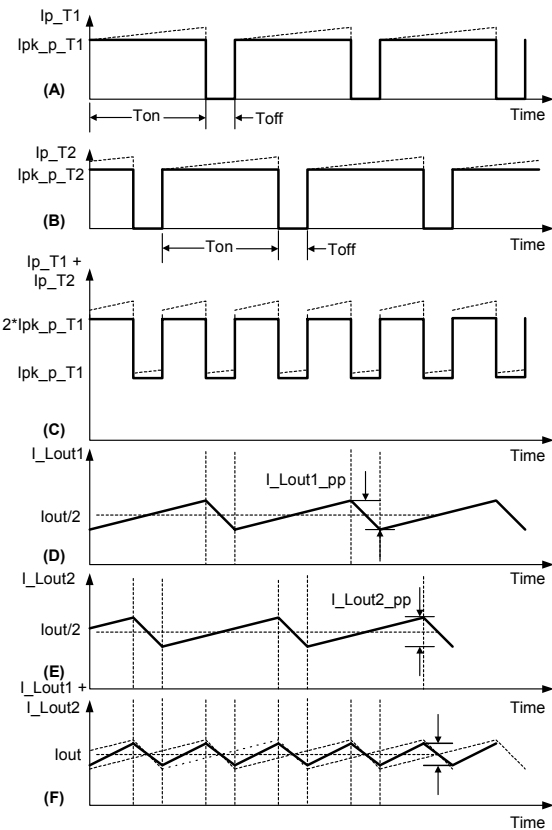 Ip_T1
Ipk_p_T1
(A)
Ton
Toff
Time
Ip_T2
Ipk_p_T2
(B)
Ton
Toff
Time
Ip_T1 +
Ip_T2
2*Ipk_p_T1
Ipk_p_T1
(C)
Time
I_Lout1
I_Lout1_pp
Iout/2
(D)
Time
I_Lout2
I_Lout2_pp
Iout/2
(E)
Time
I_Lout1 +
I_Lout2
Iout
(F)
Time